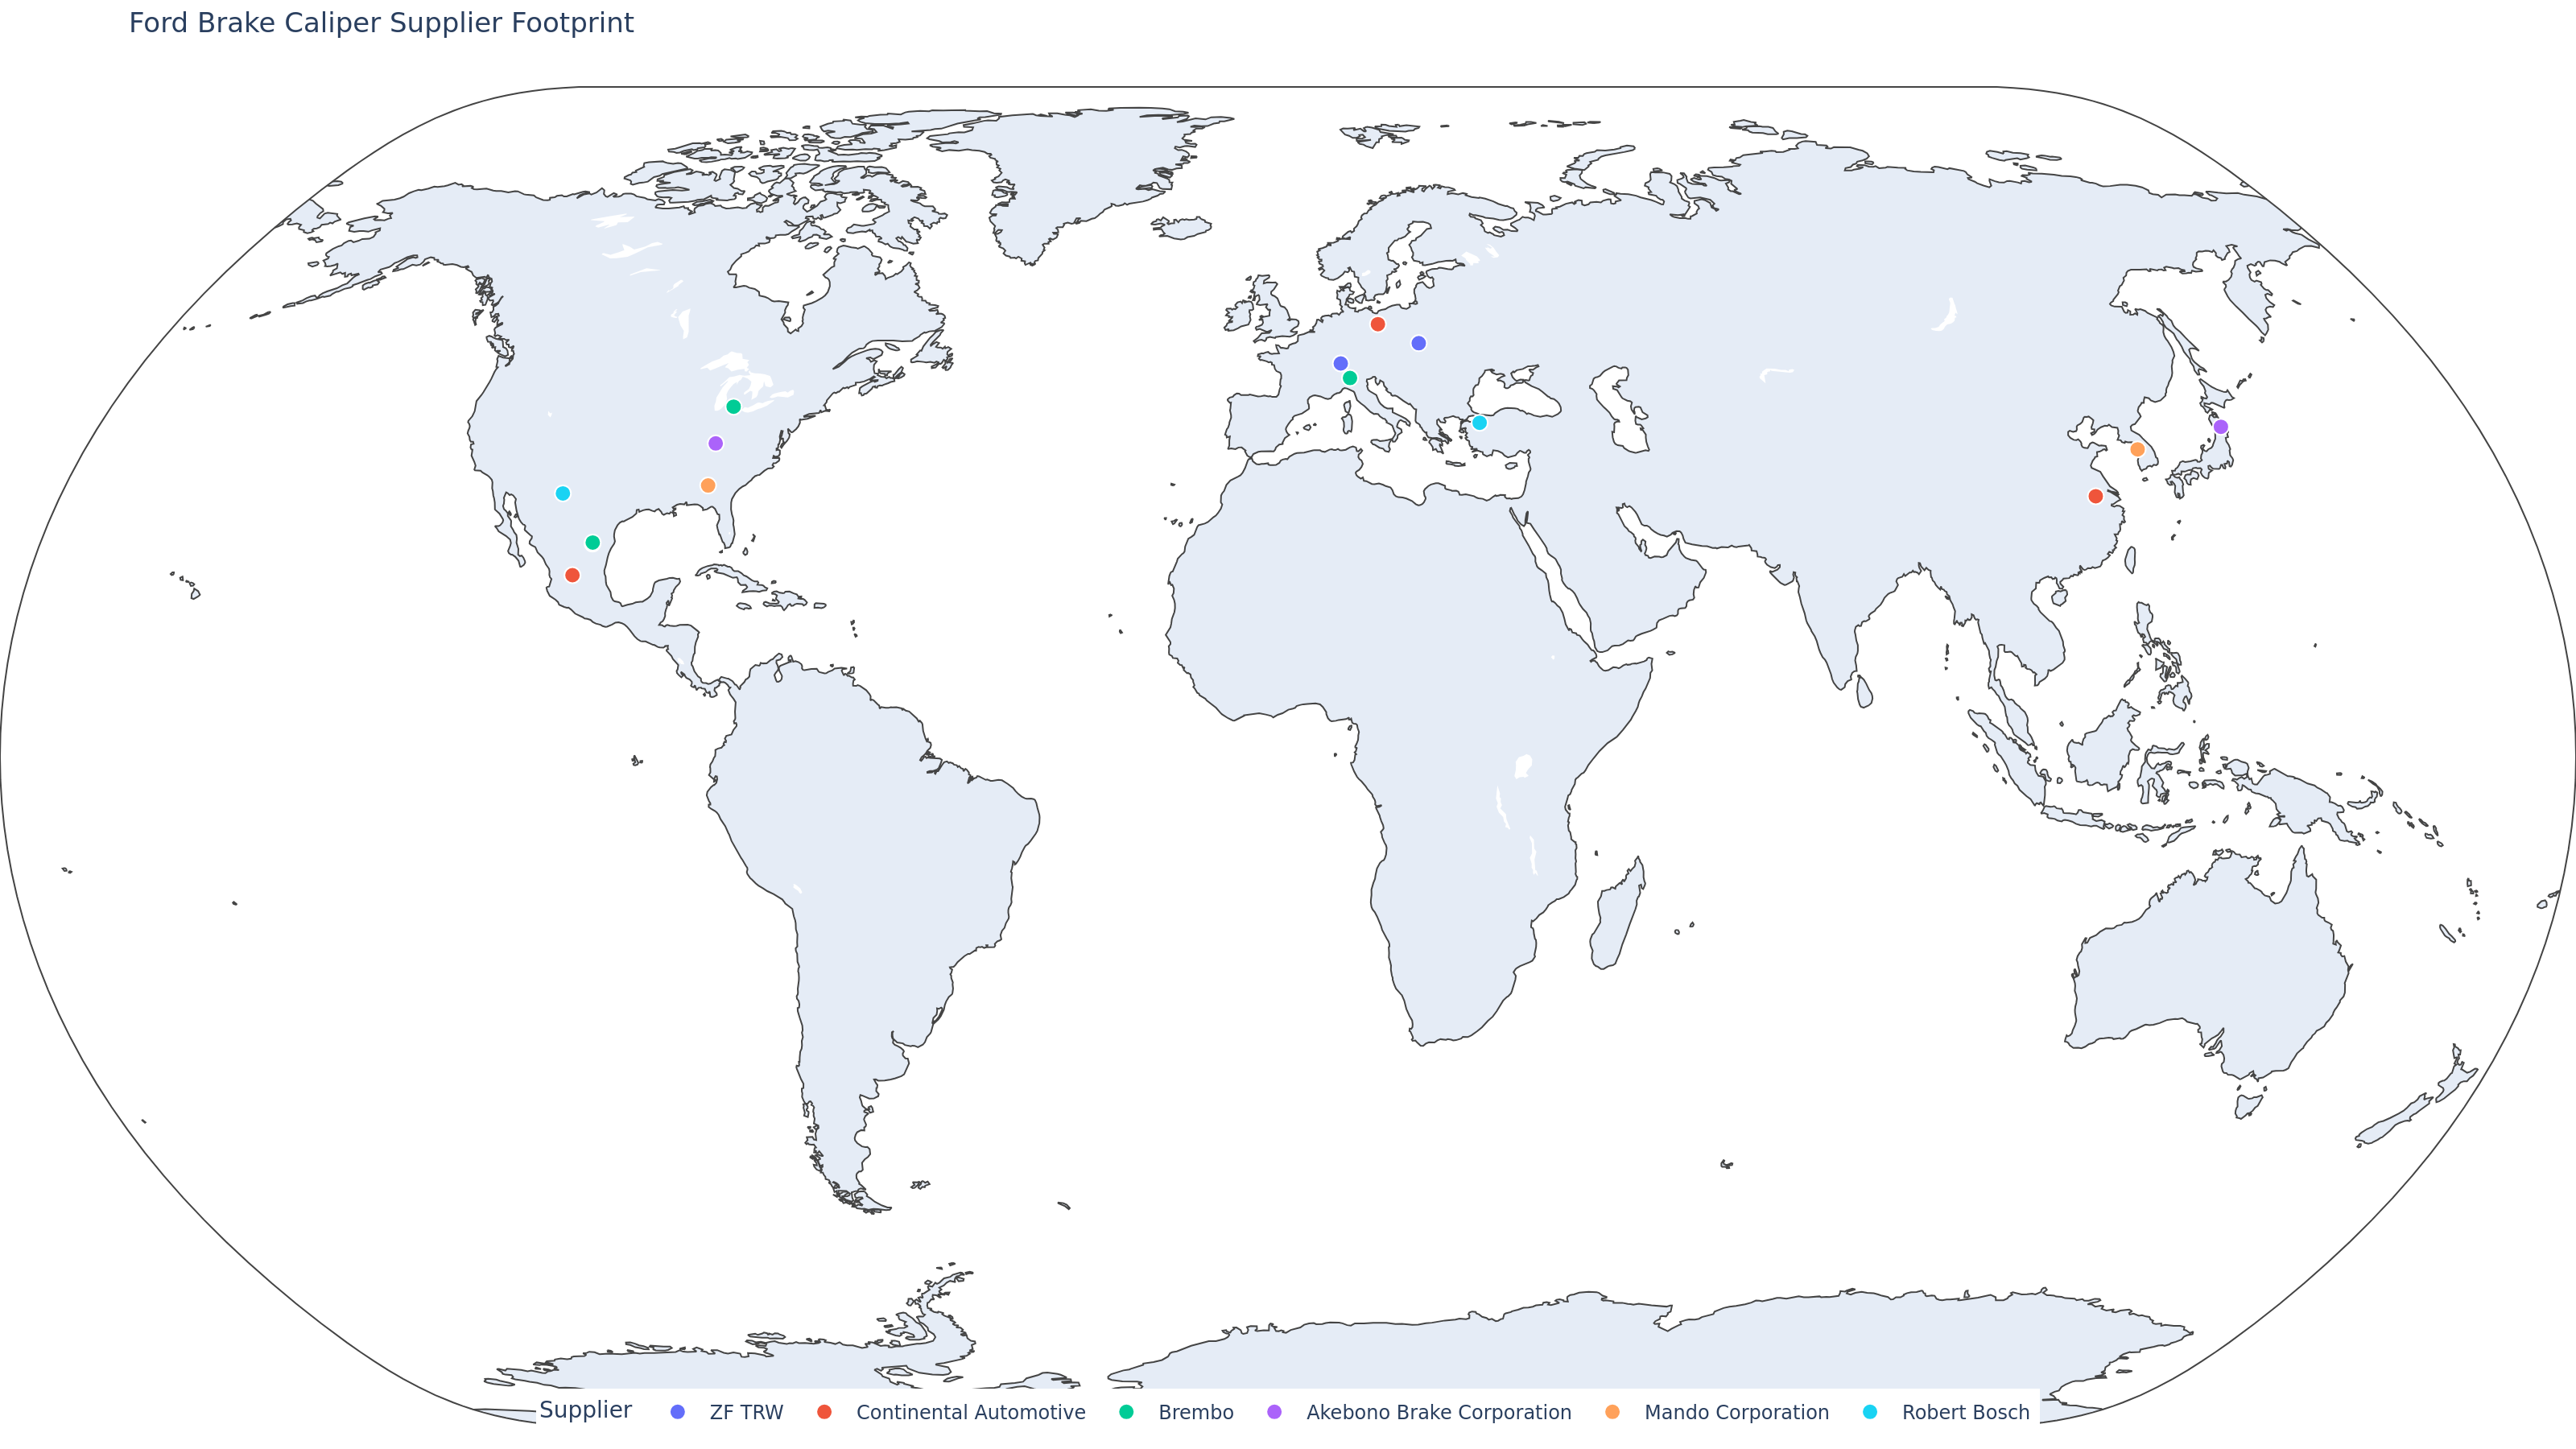 Ford Brake Caliper Supplier Footprint
Supplier ZF TRW Continental Automotive Brembo Akebono Brake Corporation Mando Corporation Robert Bosch